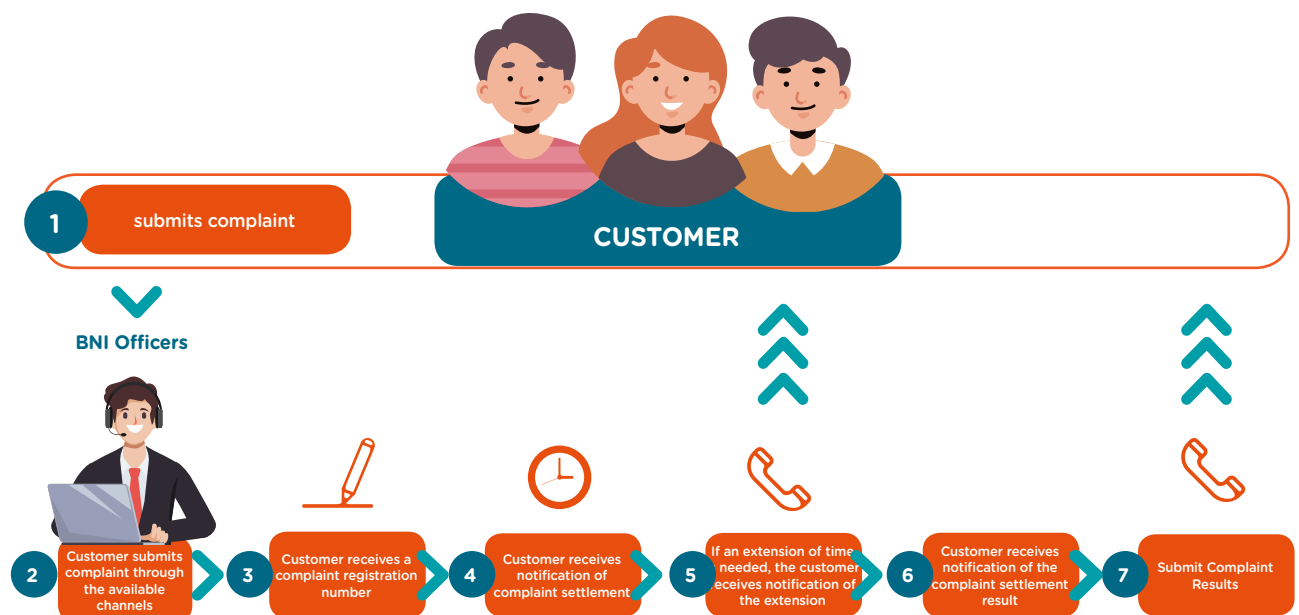 1
submits complaint
CUSTOMER
BNI Officers
2
Customer submits
complaint through
the available
channels
3
Customer receives a
complaint registration
number
4
Customer receives
notification of
complaint settlement
5
If an extension of time
needed, the customer
receives notification of
the extension
6
Customer receives
notification of the
complaint settlement
result
7
Submit Complaint
Results